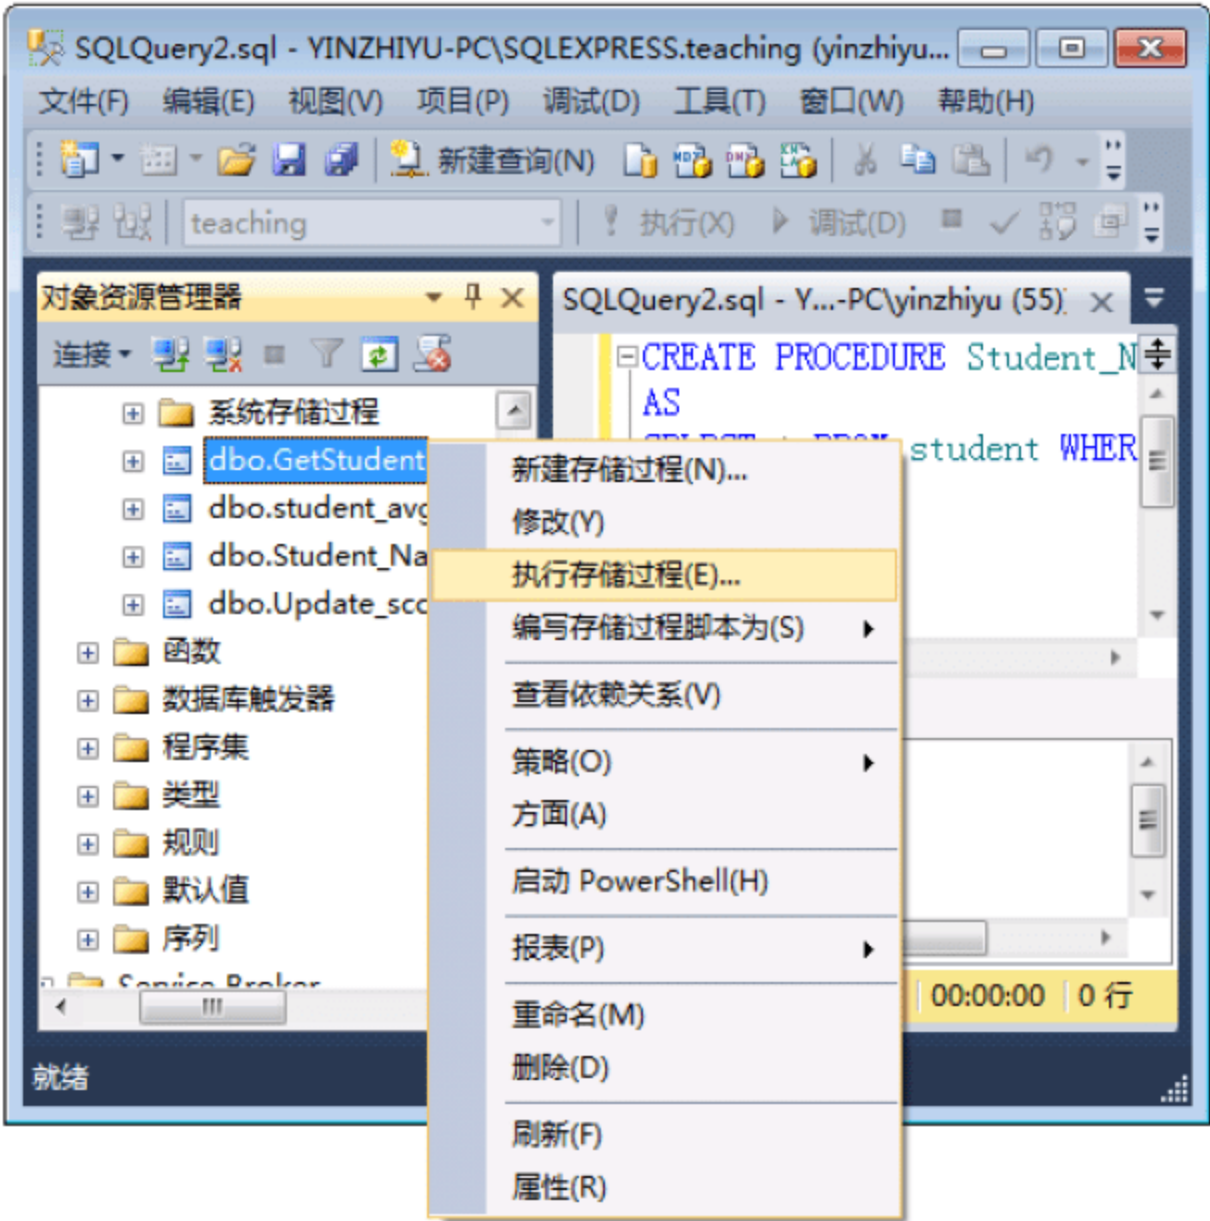 SQLQuery2.sql - YINZHIYU-PC\SQLEXPRESS.teaching (yinzhiyu...
文件(F) 编辑(E) 视图(V) 项目(P) 调试(D) 工具(T) 窗口(W) 帮助(H)
新建查询(N)
teaching 执行(X) 调试(D)
对象资源管理器
SQLQuery2.sql - Y...-PC\yinzhiyu (55)
连接
系统存储过程
dbo.GetStudent
dbo.student_avg
dbo.Student_Na
dbo.Update_sco
函数
数据库触发器
程序集
类型
规则
默认值
序列
Service Broker
CREATE PROCEDURE Student_N
AS
SELECT * FROM student WHER
新建存储过程(N)...
修改(Y)
执行存储过程(E)...
编写存储过程脚本为(S)
查看依赖关系(V)
策略(O)
方面(A)
启动 PowerShell(H)
报表(P)
重命名(M)
删除(D)
刷新(F)
属性(R)
00:00:00 0 行
就绪